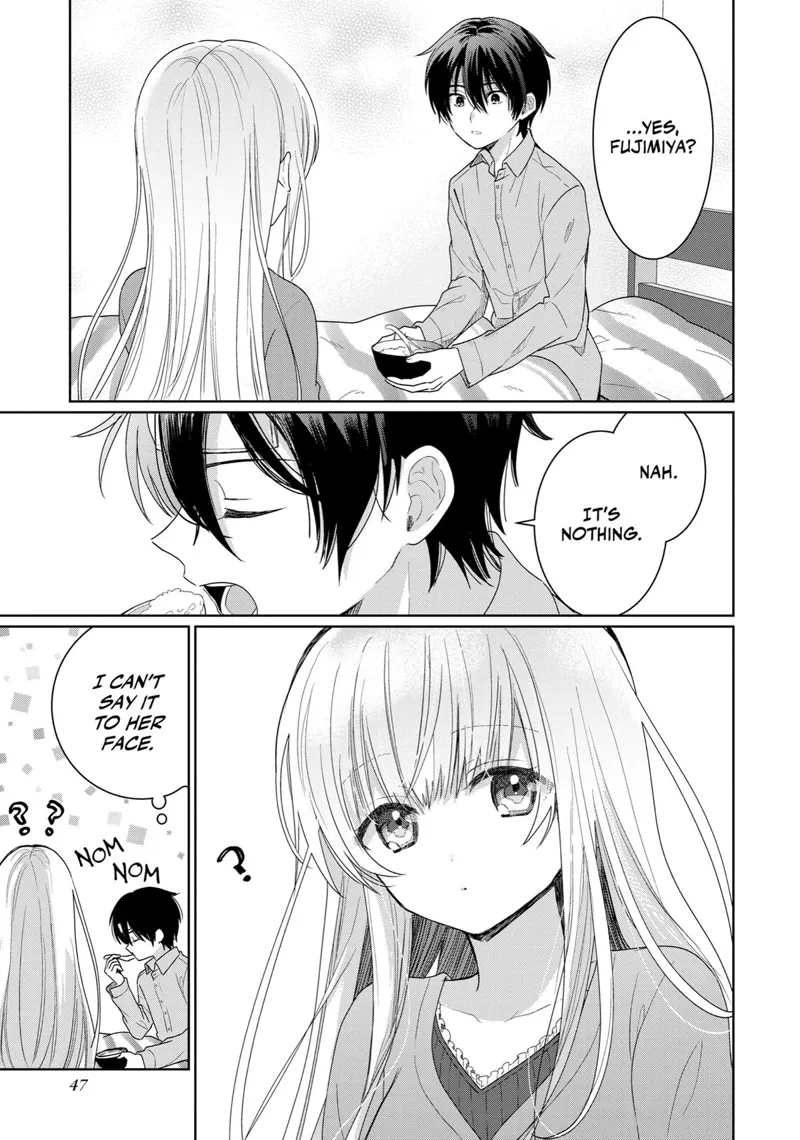 ...YES,
FUJIMIYA?
NAH.
IT'S
NOTHING.
?
I CAN'T
SAY IT
TO HER
FACE.
? ?
NOM
NOM
47